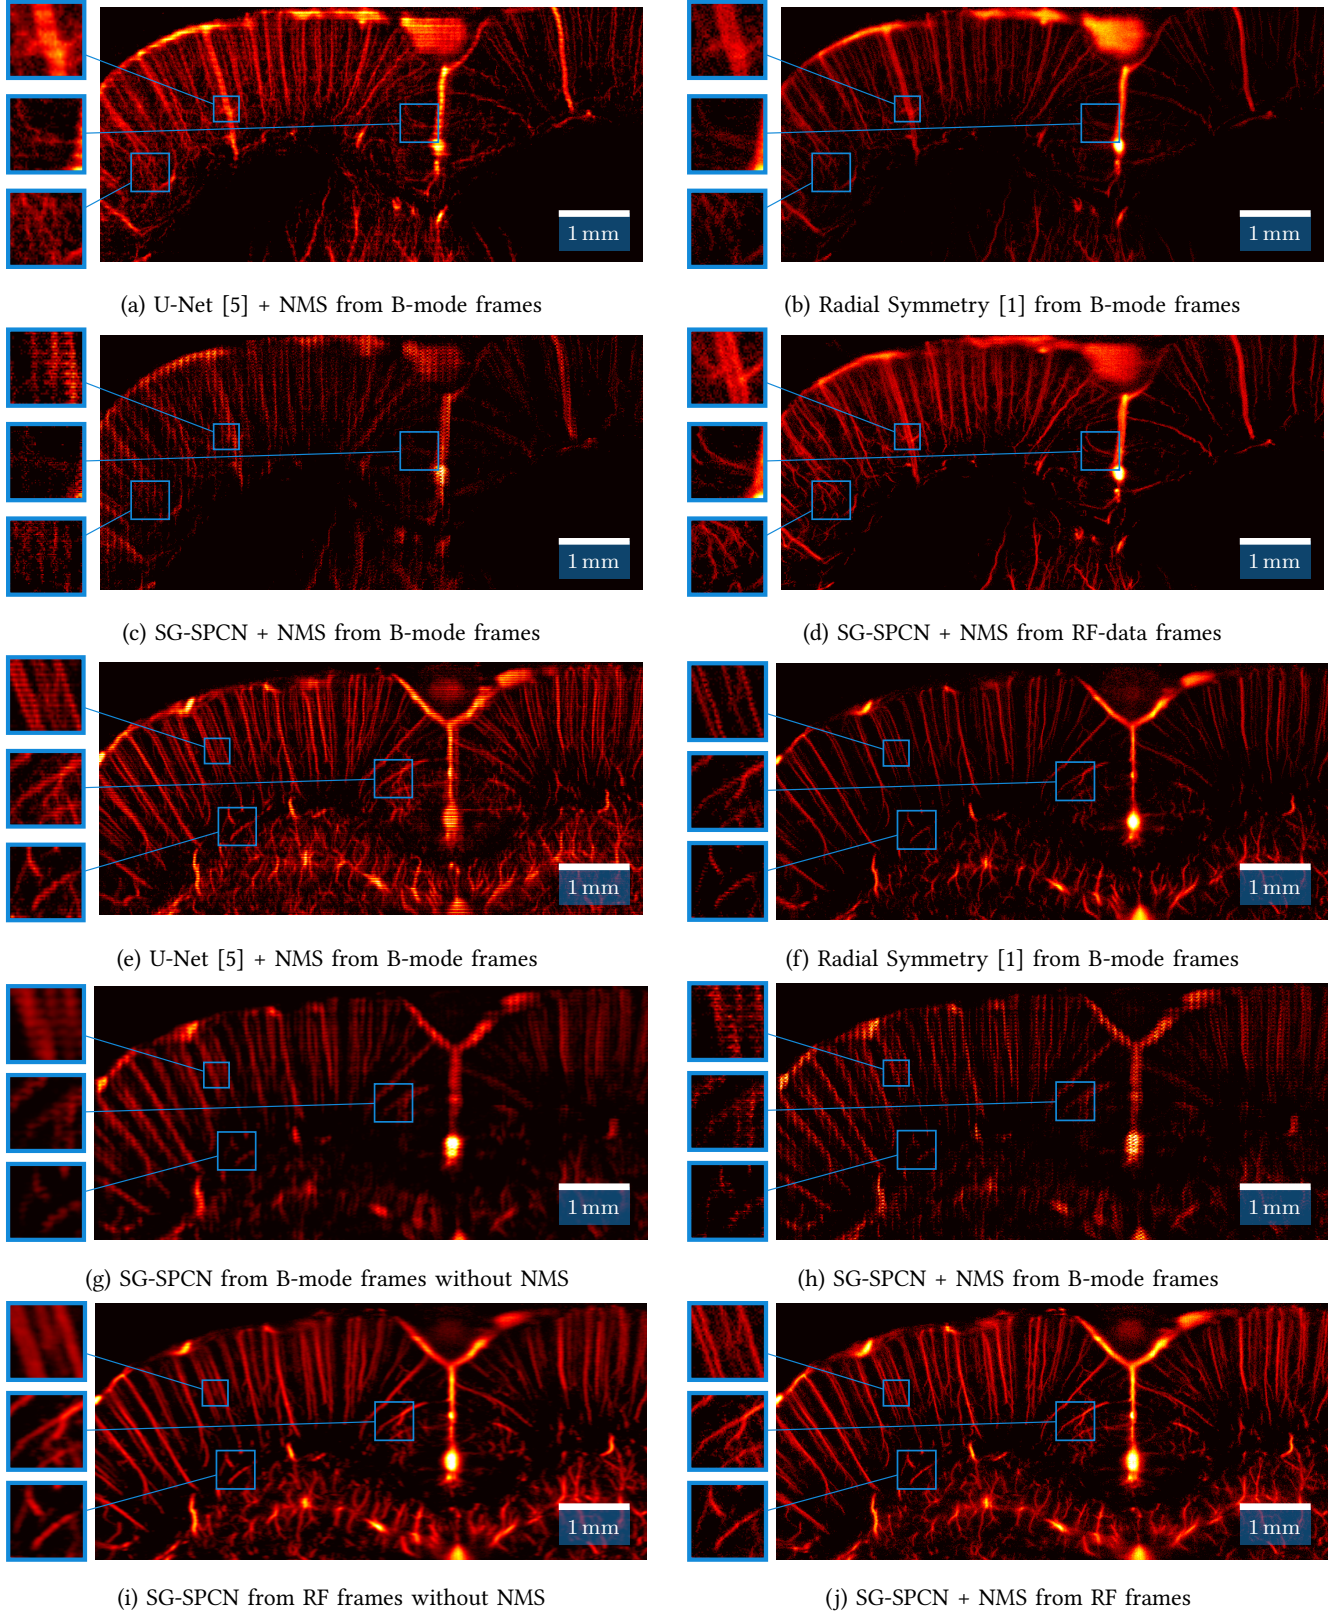 1 mm
1 mm
(a) U-Net [5] + NMS from B-mode frames
(b) Radial Symmetry [1] from B-mode frames
1 mm
1 mm
(c) SG-SPCN + NMS from B-mode frames
(d) SG-SPCN + NMS from RF-data frames
1 mm
1 mm
(e) U-Net [5] + NMS from B-mode frames
(f) Radial Symmetry [1] from B-mode frames
1 mm
1 mm
(g) SG-SPCN from B-mode frames without NMS
(h) SG-SPCN + NMS from B-mode frames
1 mm
1 mm
(i) SG-SPCN from RF frames without NMS
(j) SG-SPCN + NMS from RF frames